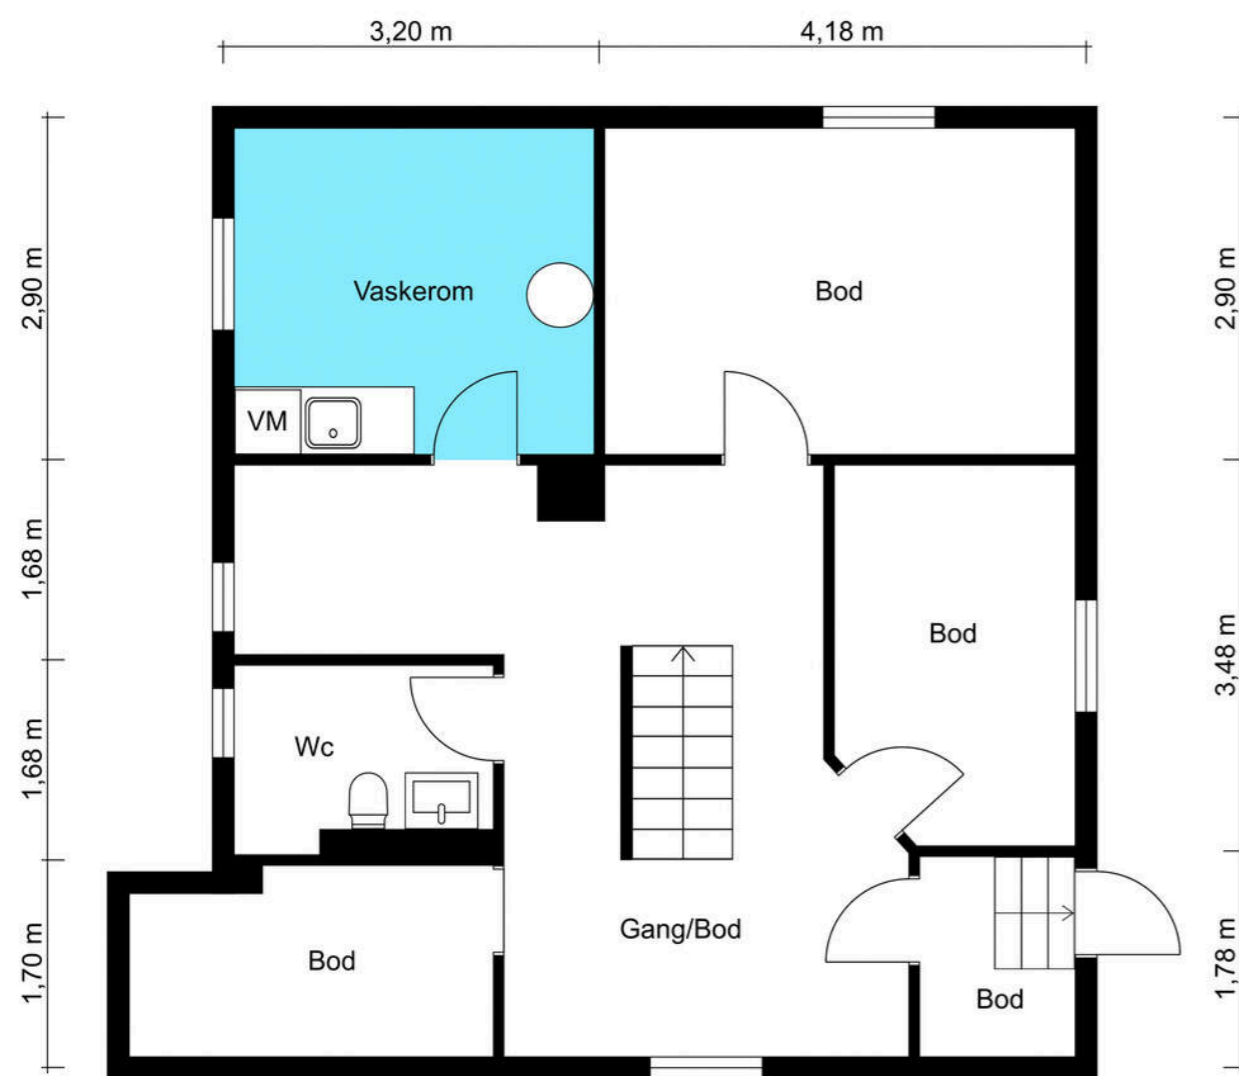 3,20 m
4,18 m
2,90 m
2,90 m
Vaskerom
Bod
VM
1,68 m
Bod
3,48 m
1,68 m
Wc
Gang/Bod
1,70 m
Bod
1,78 m
Bod